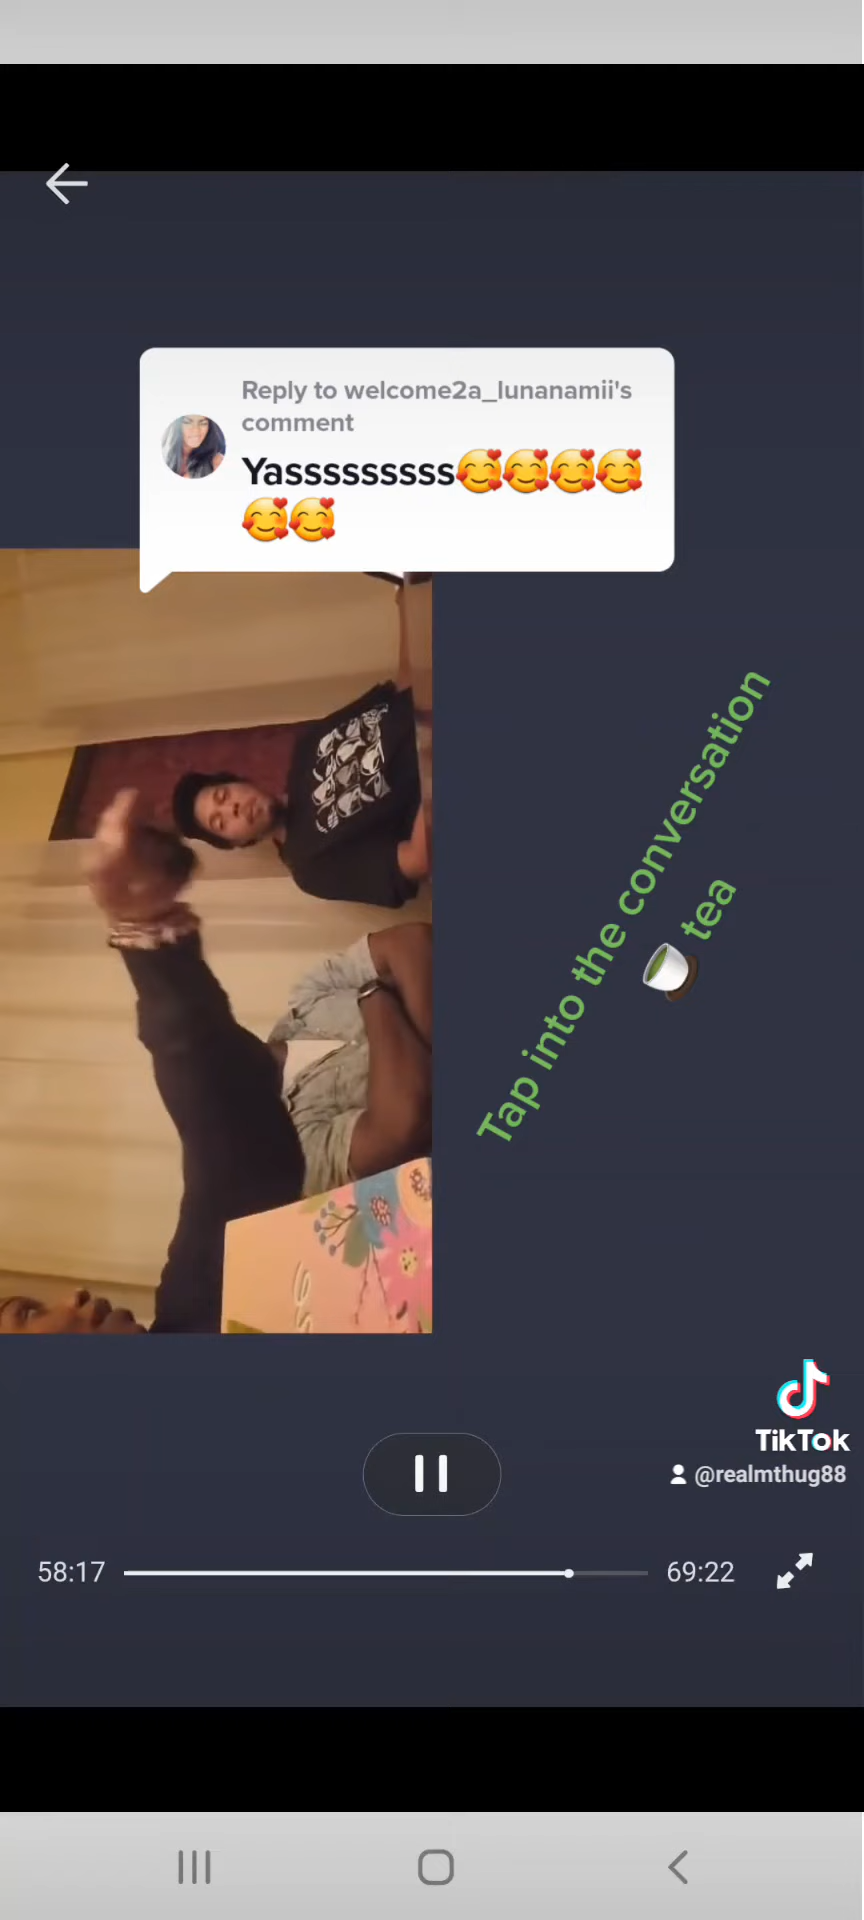 Reply to welcome2a_lunanamii's
comment
Yasssssssss🥰🥰🥰🥰
🥰🥰
Tap into the conversation
🍵 tea
TikTok
@realmthug88
58:17
69:22